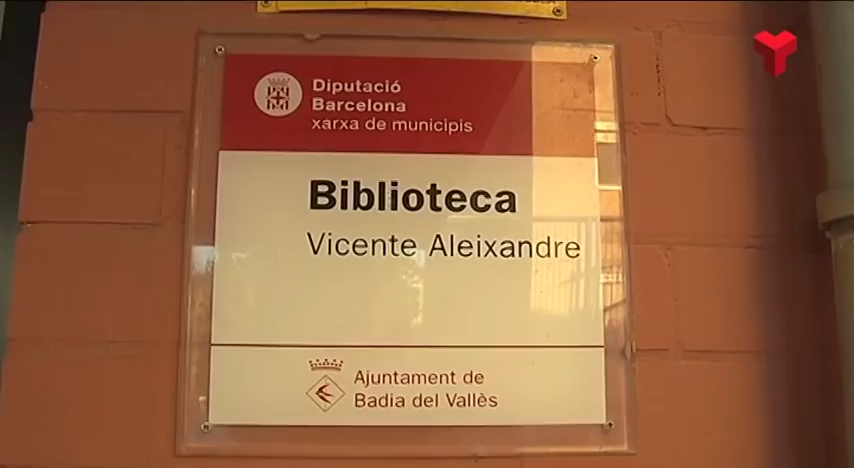 Diputació
Barcelona
xarxa de municipis
Biblioteca
Vicente Aleixandre
Ajuntament de
Badia del Vallès